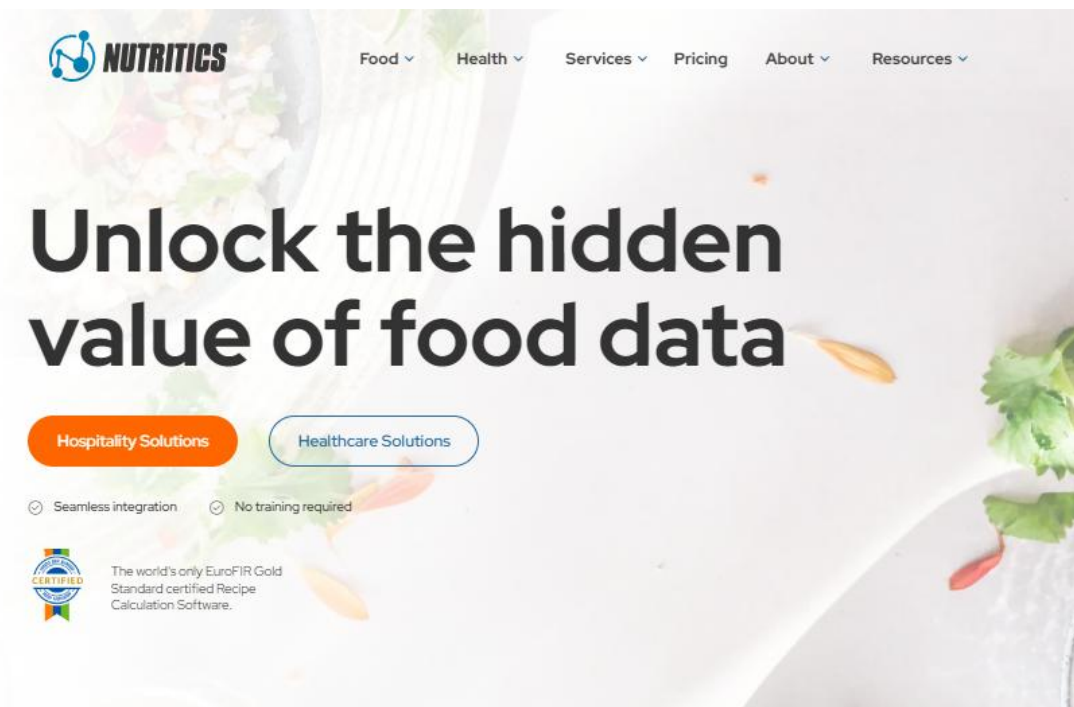 NUTRITICS
Food
Health
Services
Pricing
About
Resources
Unlock the hidden
value of food data
Hospitality Solutions
Healthcare Solutions
Seamless integration
No training required
CERTIFIED
The world's only EuroFIR Gold
Standard certified Recipe
Calculation Software.